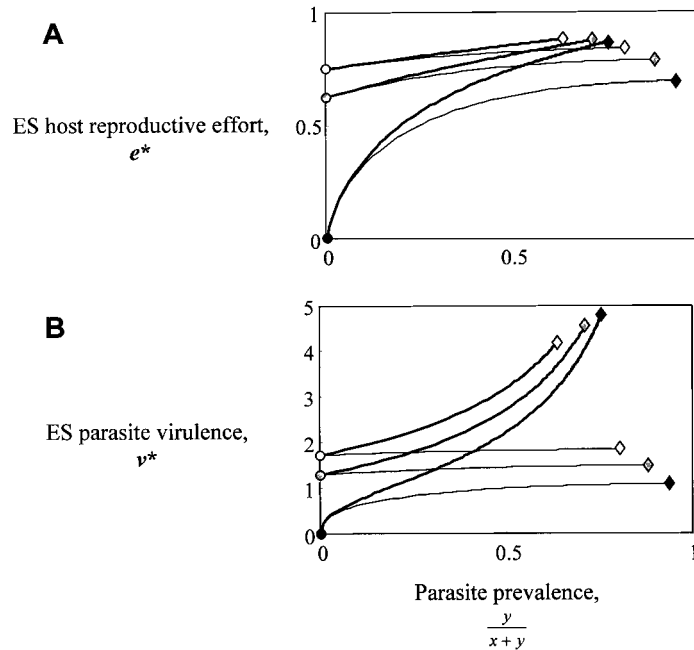 A
1
ES host reproductive effort,
e*
0.5
0
0
0.5
B
5
4
3
ES parasite virulence,
v*
2
1
0
0
0.5
1
Parasite prevalence,
y
x + y